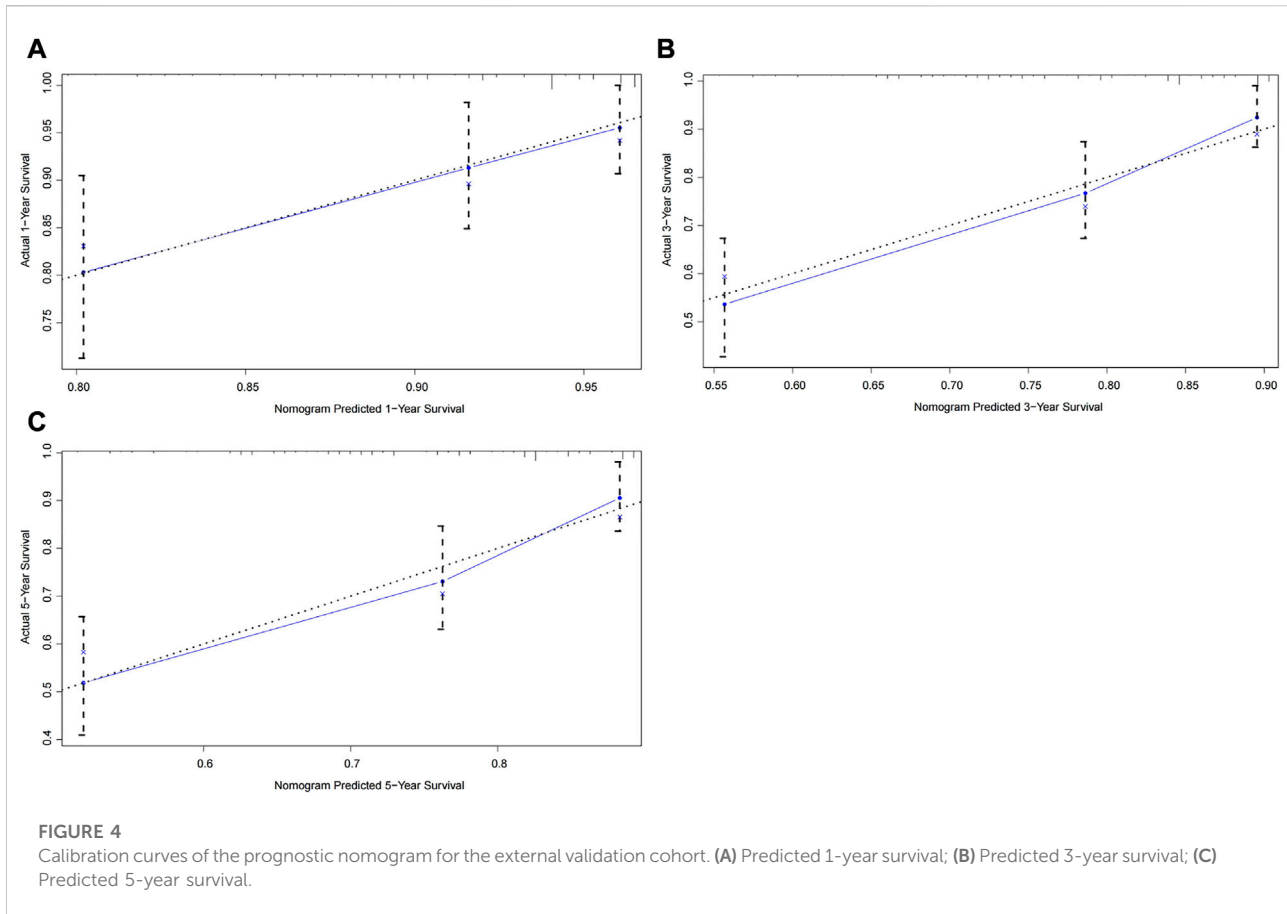 A
Actual 1-Year Survival
1.00
0.95
0.90
0.85
0.80
0.75
0.80
0.85
0.90
0.95
Nomogram Predicted 1-Year Survival
B
Actual 3-Year Survival
1.0
0.9
0.8
0.7
0.6
0.5
0.55
0.60
0.65
0.70
0.75
0.80
0.85
0.90
Nomogram Predicted 3-Year Survival
C
Actual 5-Year Survival
1.0
0.9
0.8
0.7
0.6
0.5
0.4
0.6
0.7
0.8
Nomogram Predicted 5-Year Survival
FIGURE 4
Calibration curves of the prognostic nomogram for the external validation cohort. (A) Predicted 1-year survival; (B) Predicted 3-year survival; (C)
Predicted 5-year survival.